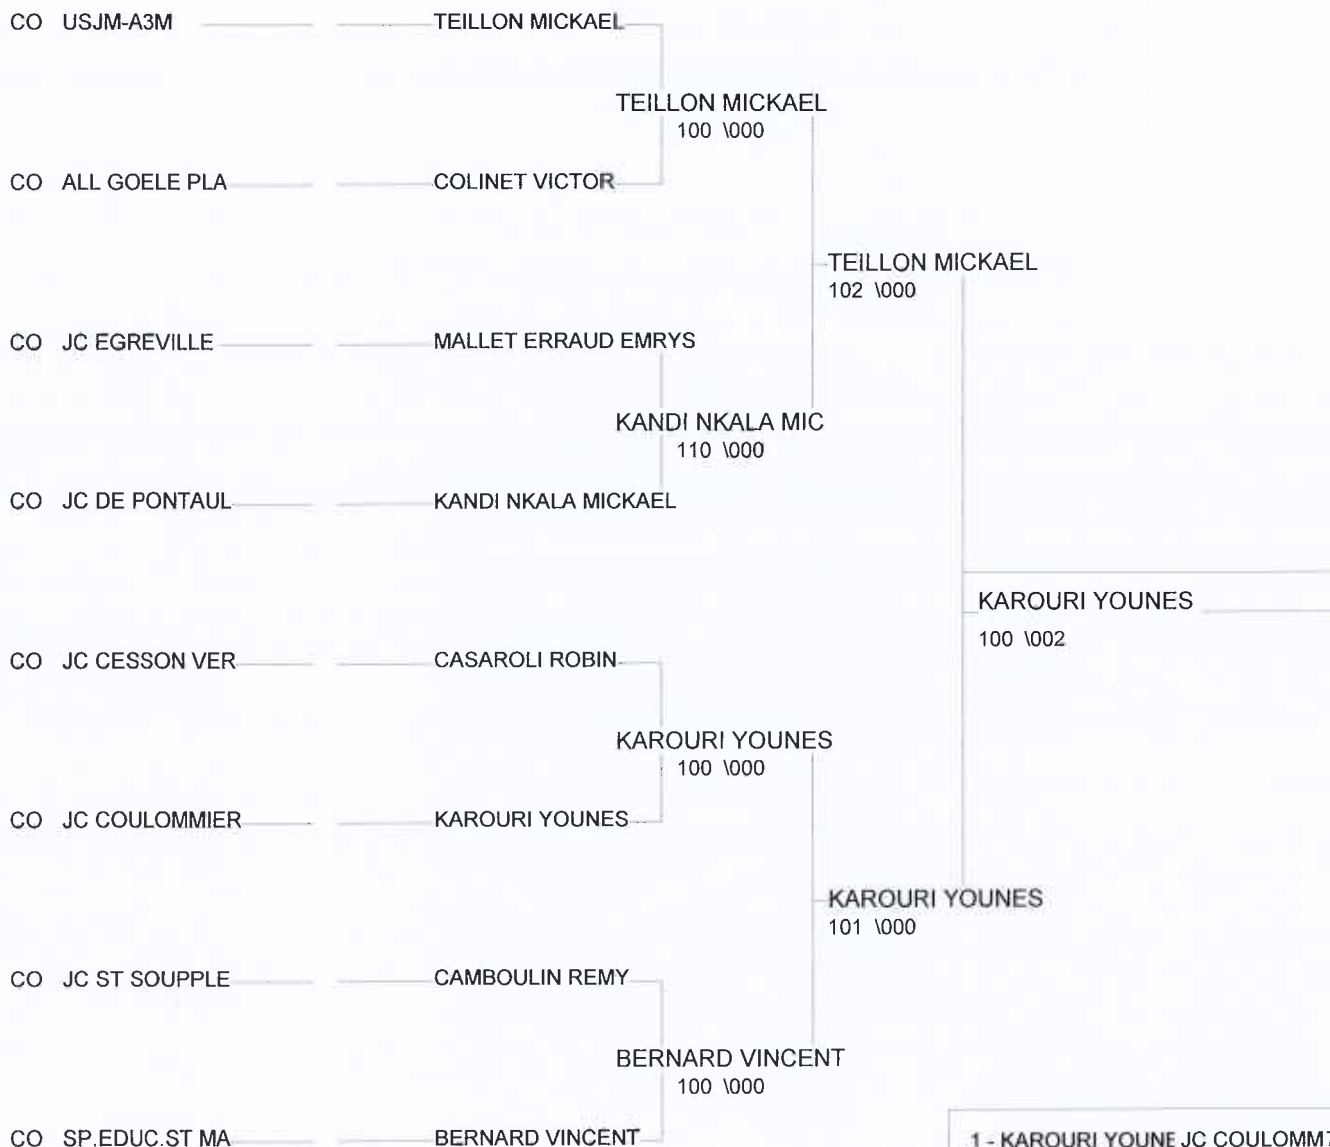 CO USJM-A3M TEILLON MICKAEL
TEILLON MICKAEL
100 \000
CO ALL GOELE PLA COLINET VICTOR
TEILLON MICKAEL
102 \000
CO JC EGREVILLE MALLET ERRAUD EMRYS
KANDI NKALA MIC
110 \000
CO JC DE PONTAUL KANDI NKALA MICKAEL
KAROURI YOUNES
100 \002
CO JC CESSON VER CASAROLI ROBIN
KAROURI YOUNES
100 \000
CO JC COULOMMIER KAROURI YOUNES
KAROURI YOUNES
101 \000
CO JC ST SOUPPLE CAMBOULIN REMY
BERNARD VINCENT
100 \000
CO SP.EDUC.ST MA BERNARD VINCENT
1 - KAROURI YOUNE JC COULOMMI